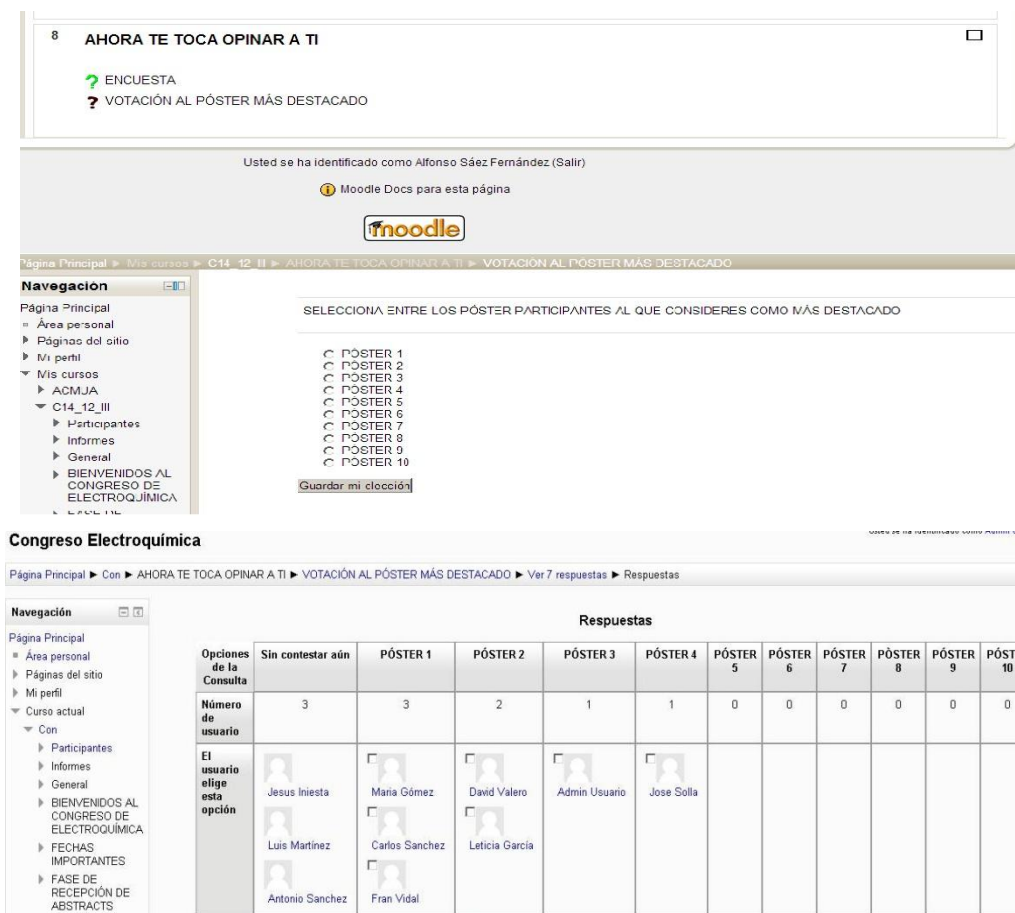 8 AHORA TE TOCA OPINAR A TI
ENCUESTA
VOTACIÓN AL PÓSTER MÁS DESTACADO
Usted se ha identificado como Alfonso Sáez Fernández (Salir)
Moodle Docs para esta página
moodle
Página Principal ► Mis cursos ► C14_12_III ► AHORA TE TOCA OPINAR A TI ► VOTACIÓN AL PÓSTER MÁS DESTACADO
Navegación
Página Principal
Área personal
Páginas del sitio
Mi perfil
Mis cursos
ACMUA
C14_12_III
Participantes
Informes
General
BIENVENIDOS AL
CONGRESO DE
ELECTROQUÍMICA
SELECCIONA ENTRE LOS PÓSTER PARTICIPANTES AL QUE CONSIDERES COMO MÁS DESTACADO
PÓSTER 1
PÓSTER 2
PÓSTER 3
PÓSTER 4
PÓSTER 5
PÓSTER 6
PÓSTER 7
PÓSTER 8
PÓSTER 9
PÓSTER 10
Guardar mi elección
Congreso Electroquímica
Página Principal ► Con ► AHORA TE TOCA OPINAR A TI ► VOTACIÓN AL PÓSTER MÁS DESTACADO ► Ver 7 respuestas ► Respuestas
Navegación
Página Principal
Área personal
Páginas del sitio
Mi perfil
Curso actual
Con
Participantes
Informes
General
BIENVENIDOS AL
CONGRESO DE
ELECTROQUÍMICA
FECHAS
IMPORTANTES
FASE DE
RECEPCIÓN DE
ABSTRACTS
Respuestas
Opciones de la Consulta Sin contestar aún PÓSTER 1 PÓSTER 2 PÓSTER 3 PÓSTER 4 PÓSTER 5 PÓSTER 6 PÓSTER 7 PÓSTER 8 PÓSTER 9 10
Número de usuario 3 3 2 1 1 0 0 0 0 0 0
El usuario elige esta opción
Jesus Iniesta Maria Gómez David Valero Admin Usuario Jose Solla
Luis Martínez Carlos Sanchez Leticia García
Antonio Sanchez Fran Vidal